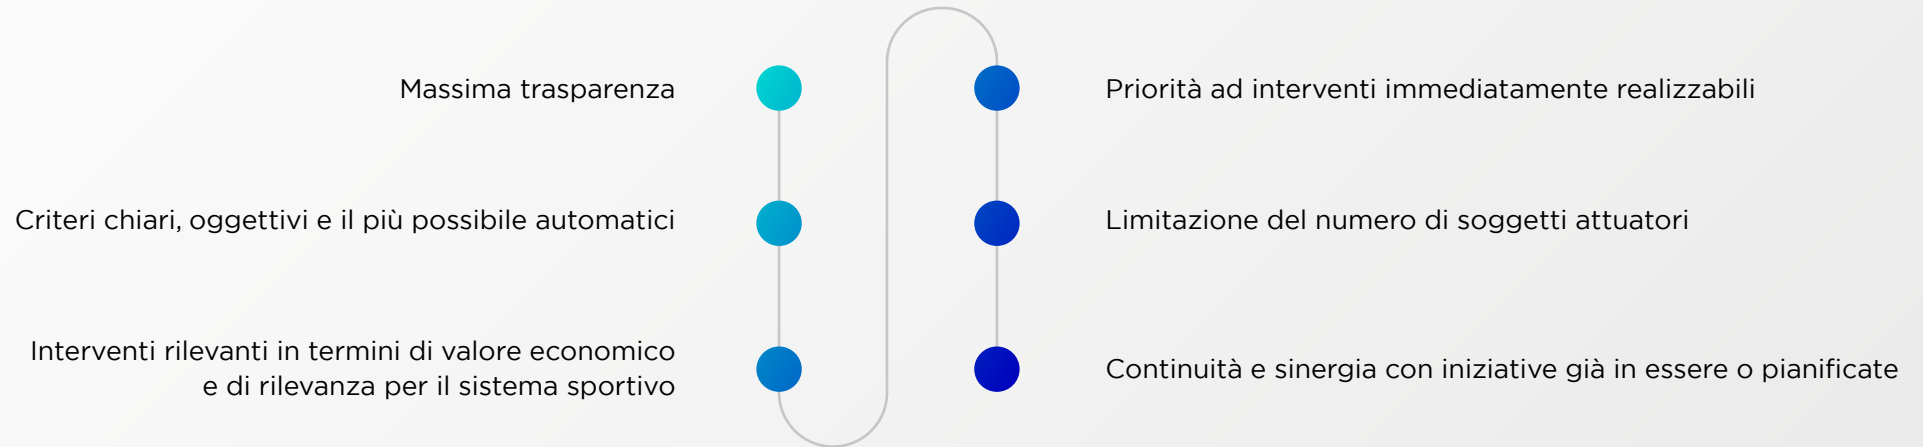 Massima trasparenza
Criteri chiari, oggettivi e il più possibile automatici
Interventi rilevanti in termini di valore economico
e di rilevanza per il sistema sportivo
Priorità ad interventi immediatamente realizzabili
Limitazione del numero di soggetti attuatori
Continuità e sinergia con iniziative già in essere o pianificate